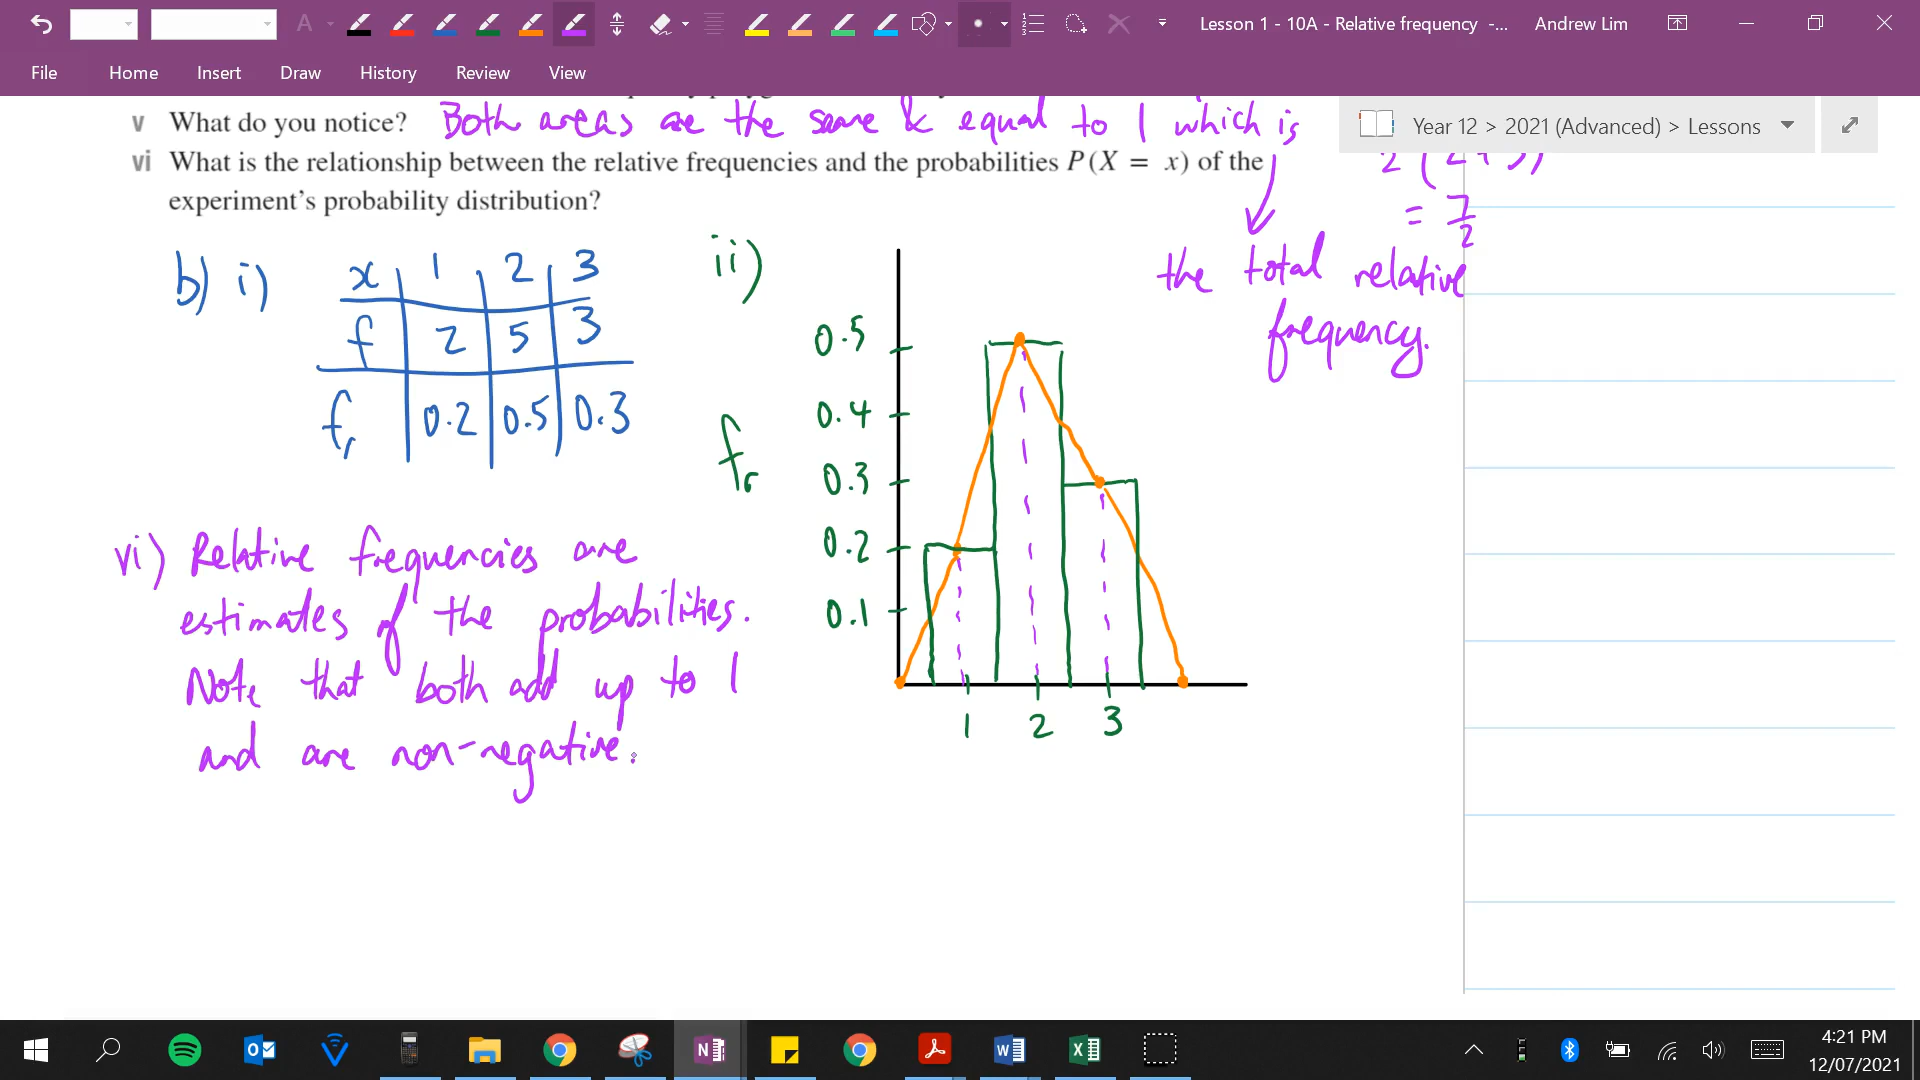 Lesson 1 - 10A - Relative frequency -...
Andrew Lim
File Home Insert Draw History Review View
v What do you notice? Both areas are the same & equal to 1 which is
Year 12 > 2021 (Advanced) > Lessons
vi What is the relationship between the relative frequencies and the probabilities P(X = x) of the
experiment's probability distribution?
= 7/2
the total relative
frequency.
b) i)
x 1 2 3
f 2 5 3
fr 0.2 0.5 0.3
ii)
0.5
0.4
fr
0.3
0.2
0.1
1 2 3
vi) Relative frequencies are
estimates of the probabilities.
Note that both add up to 1
and are non-negative.
4:21 PM
12/07/2021